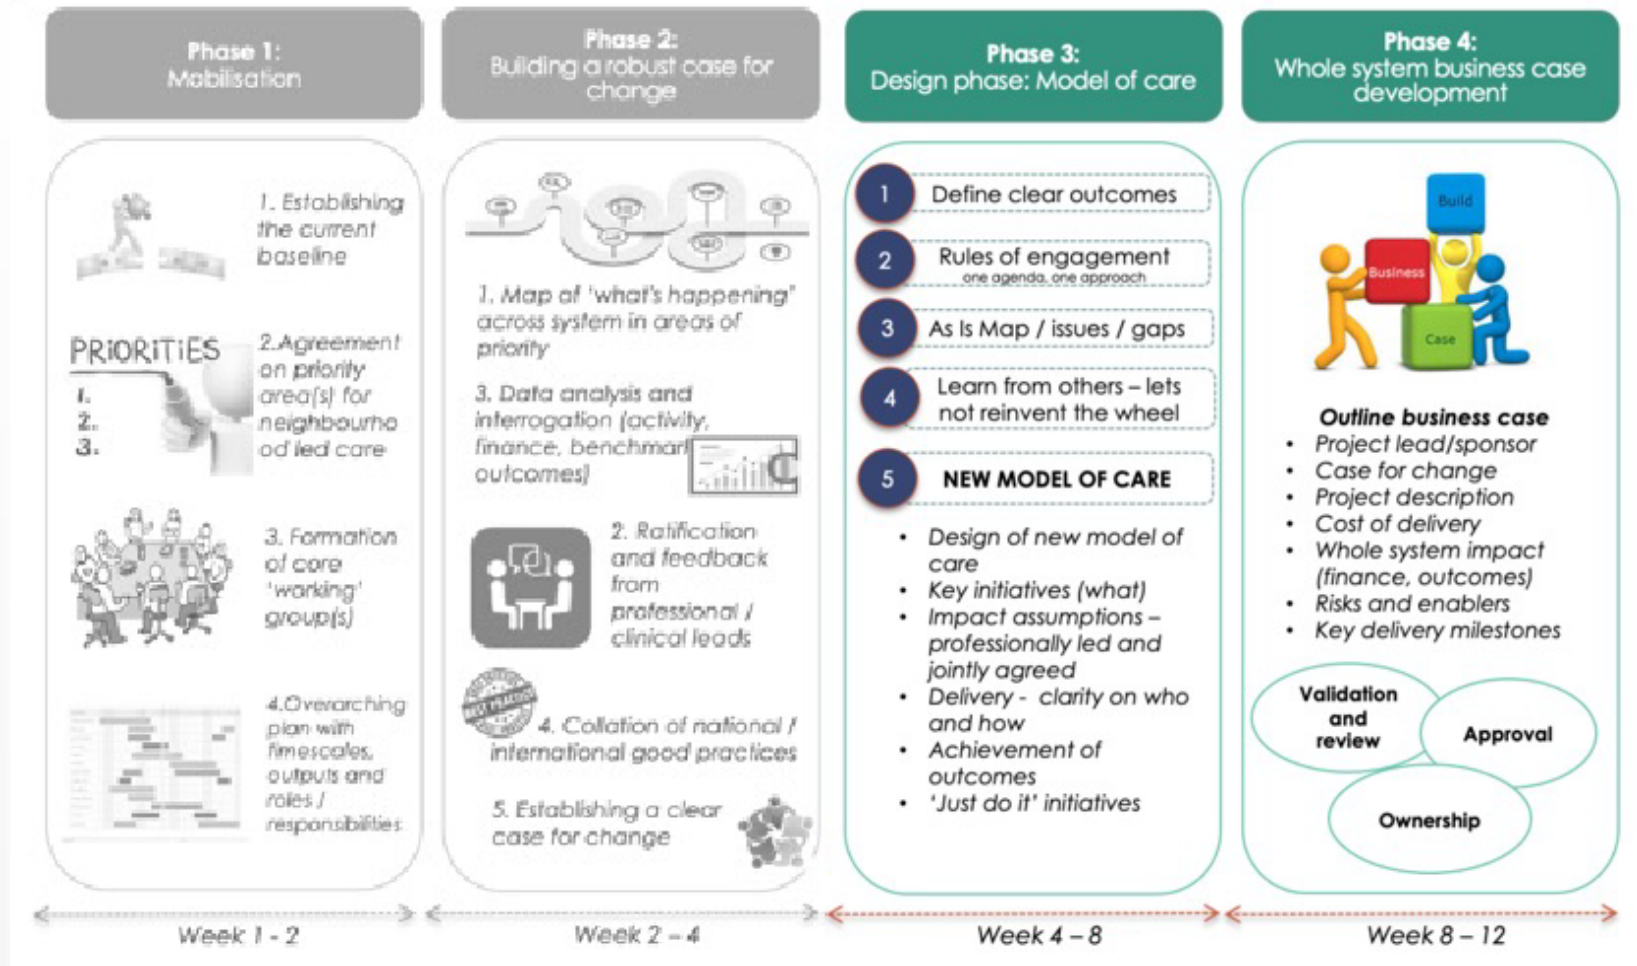 Phase 1:
Mobilisation
1. Establishing
the current
baseline
PRIORITIES
1.
2.
3.
2.Agreement
on priority
area(s) for
neighbourho
od led care
3. Formation
of core
'working'
group(s)
4.Overarching
plan with
timescales,
outputs and
roles /
responsibilities
Week 1 - 2
Phase 2:
Building a robust case for
change
1. Map of 'what's happening'
across system in areas of
priority
3. Data analysis and
interrogation (activity,
finance, benchmark
outcomes)
2. Ratification
and feedback
from
professional /
clinical leads
BEST PRACTICE
4. Collation of national /
international good practices
5. Establishing a clear
case for change
Week 2 – 4
Phase 3:
Design phase: Model of care
1 Define clear outcomes
2 Rules of engagement
one agenda, one approach
3 As Is Map / issues / gaps
4 Learn from others – lets
not reinvent the wheel
5 NEW MODEL OF CARE
• Design of new model of
care
• Key initiatives (what)
• Impact assumptions –
professionally led and
jointly agreed
• Delivery - clarity on who
and how
• Achievement of
outcomes
• 'Just do it' initiatives
Week 4 – 8
Phase 4:
Whole system business case
development
Build
Business
Case
Outline business case
• Project lead/sponsor
• Case for change
• Project description
• Cost of delivery
• Whole system impact
(finance, outcomes)
• Risks and enablers
• Key delivery milestones
Validation
and
review
Approval
Ownership
Week 8 – 12